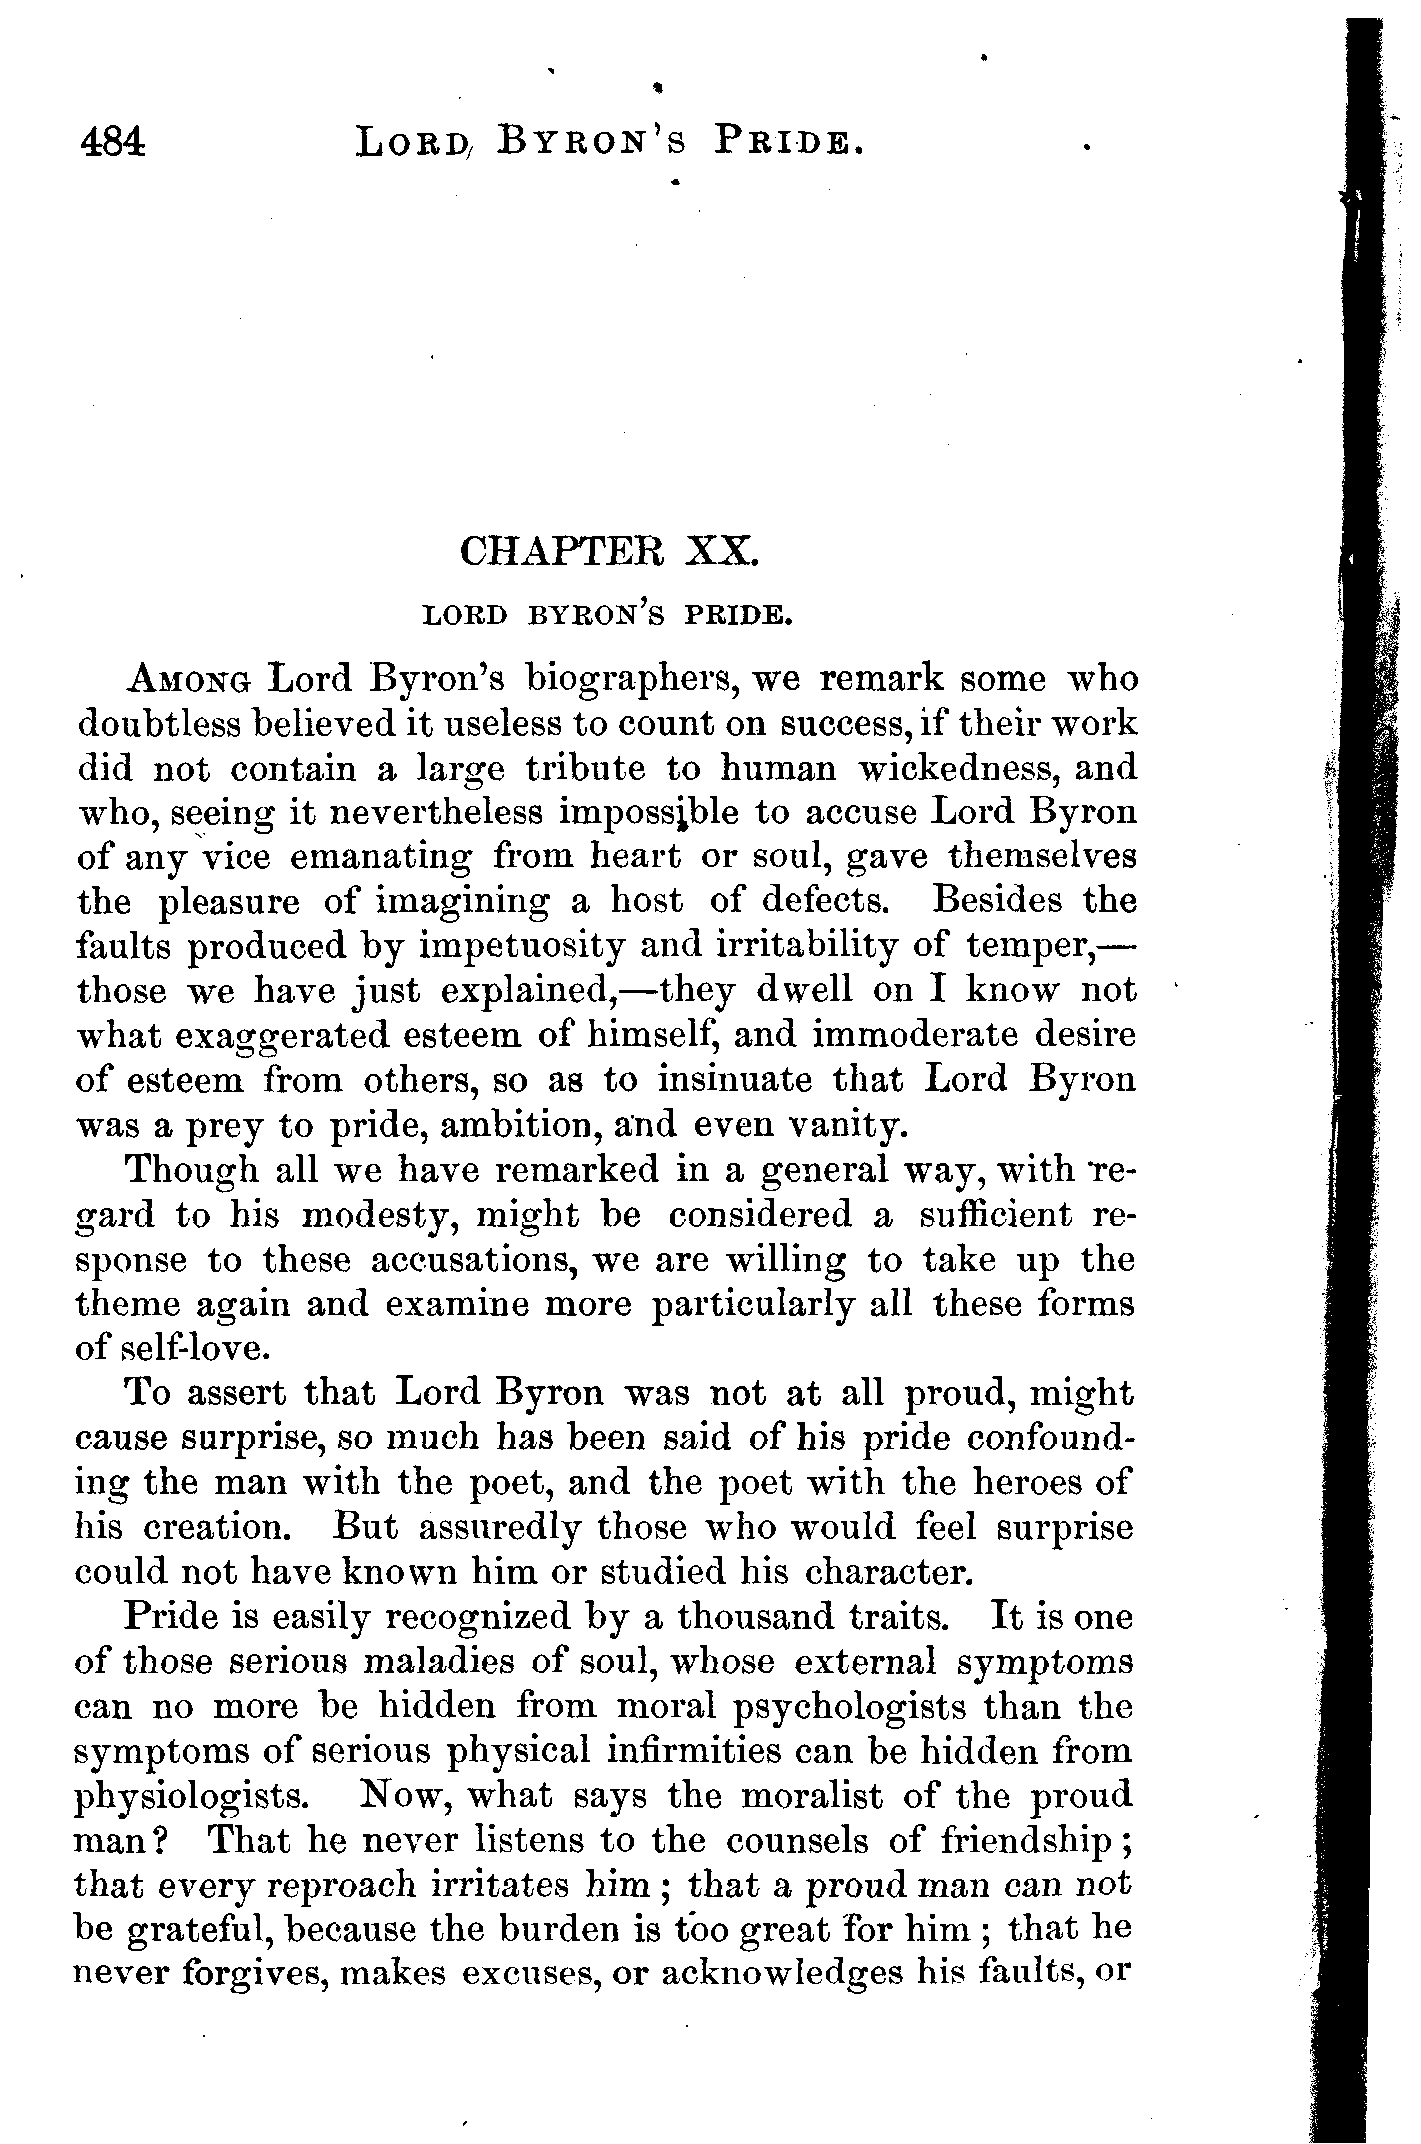 484 LORD BYRON'S PRIDE.
CHAPTER XX.
LORD BYRON'S PRIDE.
AMONG Lord Byron's biographers, we remark some who
doubtless believed it useless to count on success, if their work
did not contain a large tribute to human wickedness, and
who, seeing it nevertheless impossible to accuse Lord Byron
of any vice emanating from heart or soul, gave themselves
the pleasure of imagining a host of defects. Besides the
faults produced by impetuosity and irritability of temper,—
those we have just explained,—they dwell on I know not
what exaggerated esteem of himself, and immoderate desire
of esteem from others, so as to insinuate that Lord Byron
was a prey to pride, ambition, and even vanity.
Though all we have remarked in a general way, with re-
gard to his modesty, might be considered a sufficient re-
sponse to these accusations, we are willing to take up the
theme again and examine more particularly all these forms
of self-love.
To assert that Lord Byron was not at all proud, might
cause surprise, so much has been said of his pride confound-
ing the man with the poet, and the poet with the heroes of
his creation. But assuredly those who would feel surprise
could not have known him or studied his character.
Pride is easily recognized by a thousand traits. It is one
of those serious maladies of soul, whose external symptoms
can no more be hidden from moral psychologists than the
symptoms of serious physical infirmities can be hidden from
physiologists. Now, what says the moralist of the proud
man? That he never listens to the counsels of friendship;
that every reproach irritates him; that a proud man can not
be grateful, because the burden is too great for him; that he
never forgives, makes excuses, or acknowledges his faults, or